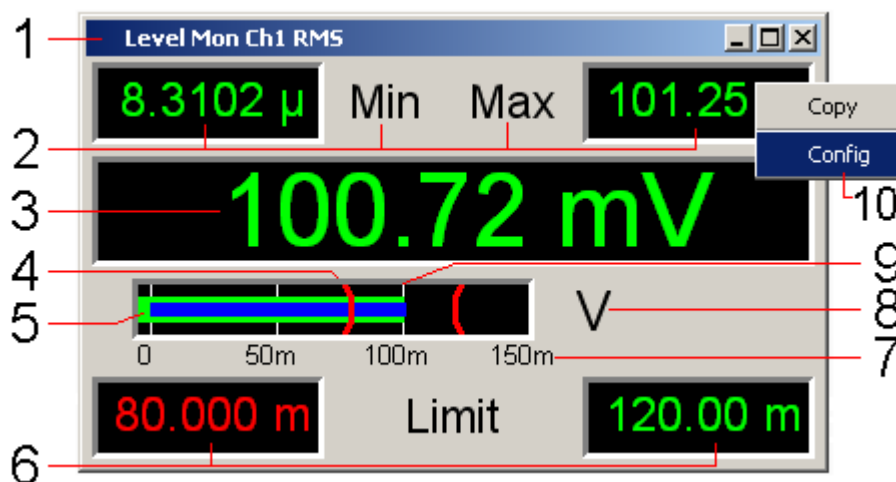 1 Level Mon Ch1 RMS
8.3102 µ Min Max 101.25
Copy
Config
2
3 100.72 mV
10
4
9
5 V 8
0 50m 100m 150m 7
80.000 m Limit 120.00 m
6